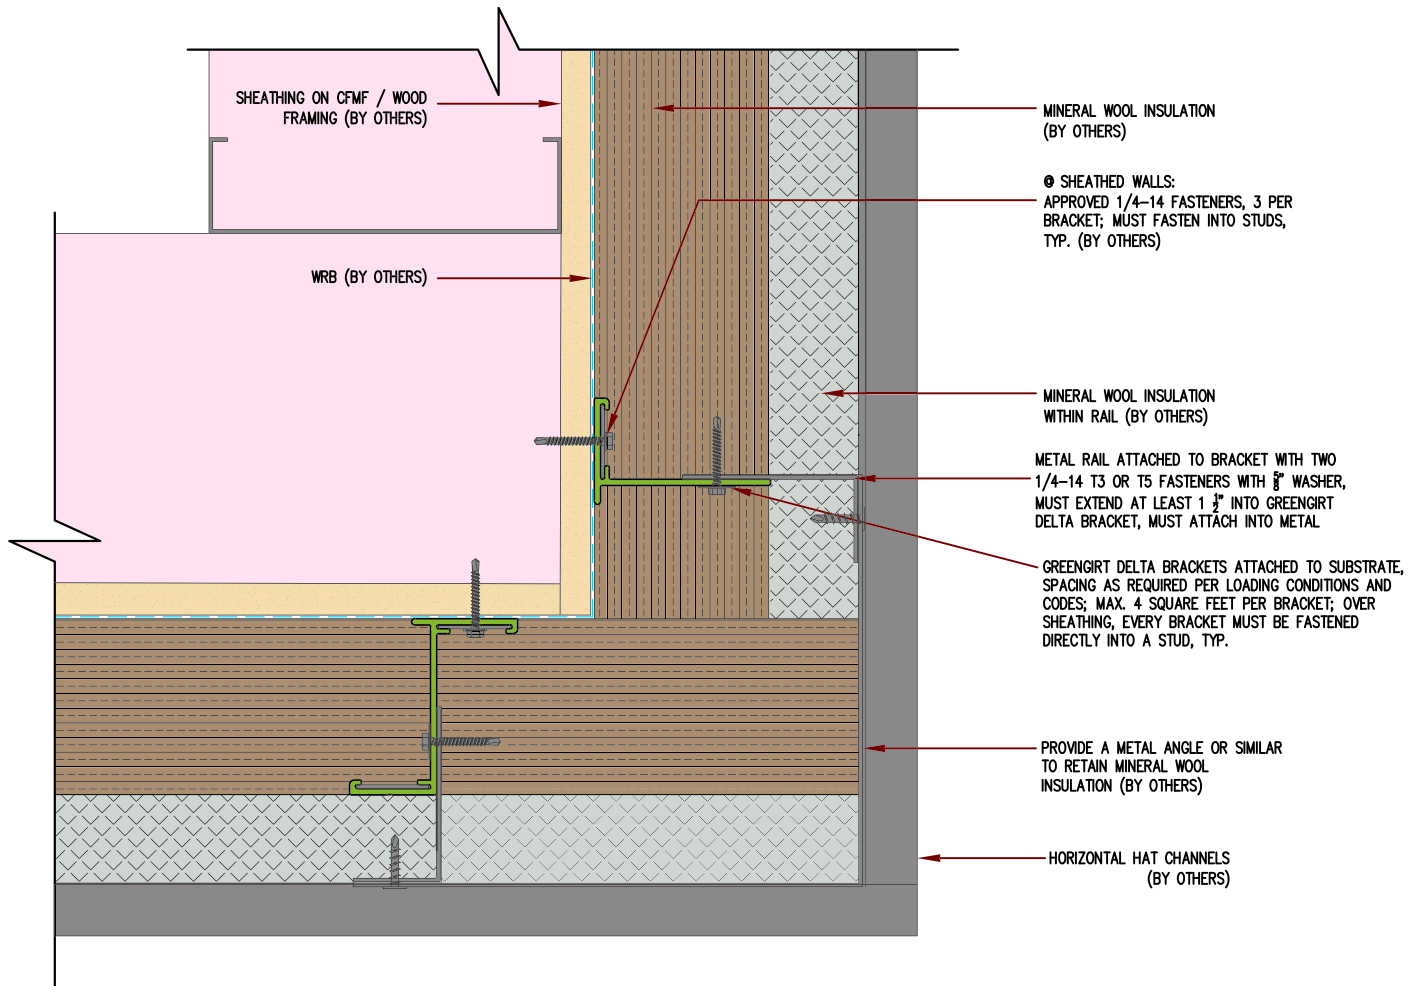 SHEATHING ON CFMF / WOOD
FRAMING (BY OTHERS)
WRB (BY OTHERS)
MINERAL WOOL INSULATION
(BY OTHERS)
@ SHEATHED WALLS:
APPROVED 1/4-14 FASTENERS, 3 PER
BRACKET; MUST FASTEN INTO STUDS,
TYP. (BY OTHERS)
MINERAL WOOL INSULATION
WITHIN RAIL (BY OTHERS)
METAL RAIL ATTACHED TO BRACKET WITH TWO
1/4-14 T3 OR T5 FASTENERS WITH 5/8" WASHER,
MUST EXTEND AT LEAST 1 1/2" INTO GREENGIRT
DELTA BRACKET, MUST ATTACH INTO METAL
GREENGIRT DELTA BRACKETS ATTACHED TO SUBSTRATE,
SPACING AS REQUIRED PER LOADING CONDITIONS AND
CODES; MAX. 4 SQUARE FEET PER BRACKET; OVER
SHEATHING, EVERY BRACKET MUST BE FASTENED
DIRECTLY INTO A STUD, TYP.
PROVIDE A METAL ANGLE OR SIMILAR
TO RETAIN MINERAL WOOL
INSULATION (BY OTHERS)
HORIZONTAL HAT CHANNELS
(BY OTHERS)